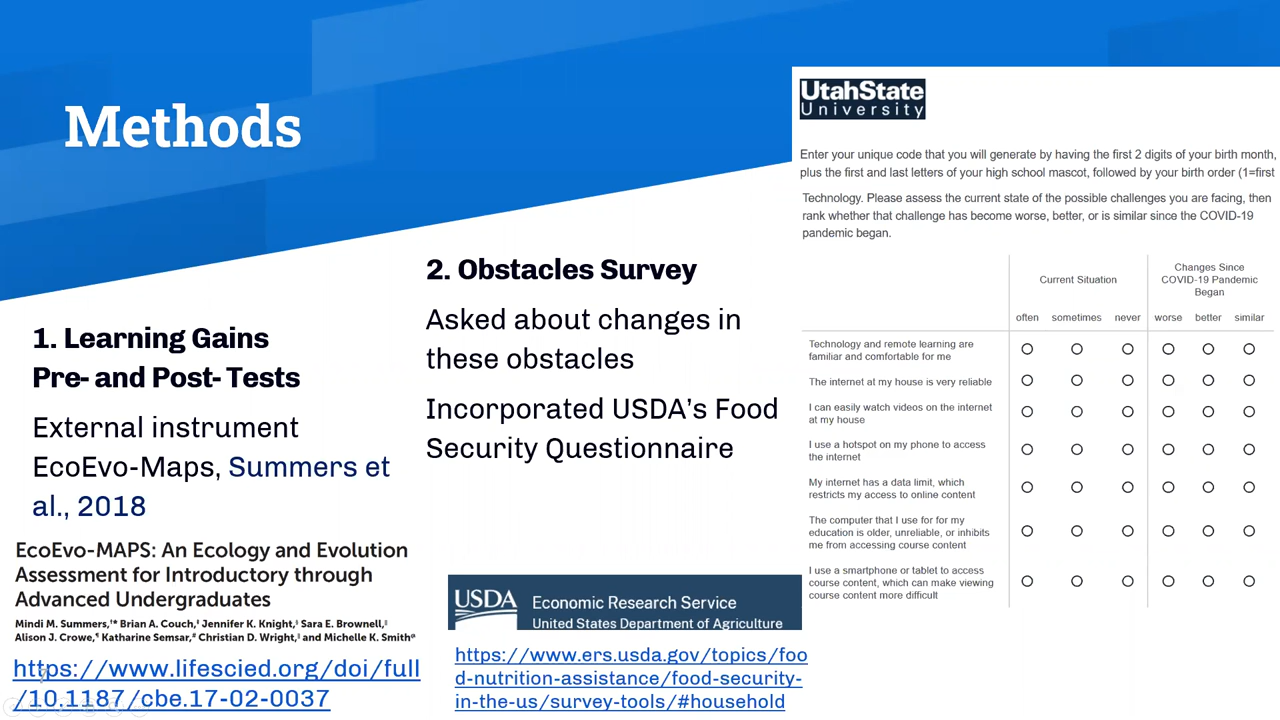 Methods
1. Learning Gains
Pre- and Post- Tests
External instrument
EcoEvo-Maps, Summers et
al., 2018
EcoEvo-MAPS: An Ecology and Evolution
Assessment for Introductory through
Advanced Undergraduates
Mindi M. Summers,†* Brian A. Couch,‡ Jennifer K. Knight,§ Sara E. Brownell,‖
Alison J. Crowe,¶ Katharine Semsar,# Christian D. Wright,‖ and Michelle K. Smith@
https://www.lifescied.org/doi/full
/10.1187/cbe.17-02-0037
2. Obstacles Survey
Asked about changes in
these obstacles
Incorporated USDA's Food
Security Questionnaire
USDA
Economic Research Service
United States Department of Agriculture
https://www.ers.usda.gov/topics/foo
d-nutrition-assistance/food-security-
in-the-us/survey-tools/#household
UtahState
University
Enter your unique code that you will generate by having the first 2 digits of your birth month,
plus the first and last letters of your high school mascot, followed by your birth order (1=first
Technology. Please assess the current state of the possible challenges you are facing, then
rank whether that challenge has become worse, better, or is similar since the COVID-19
pandemic began.
Current Situation
Changes Since
COVID-19 Pandemic
Began
often sometimes never worse better similar
Technology and remote learning are
familiar and comfortable for me
The internet at my house is very reliable
I can easily watch videos on the internet
at my house
I use a hotspot on my phone to access
the internet
My internet has a data limit, which
restricts my access to online content
The computer that I use for for my
education is older, unreliable, or inhibits
me from accessing course content
I use a smartphone or tablet to access
course content, which can make viewing
course content more difficult